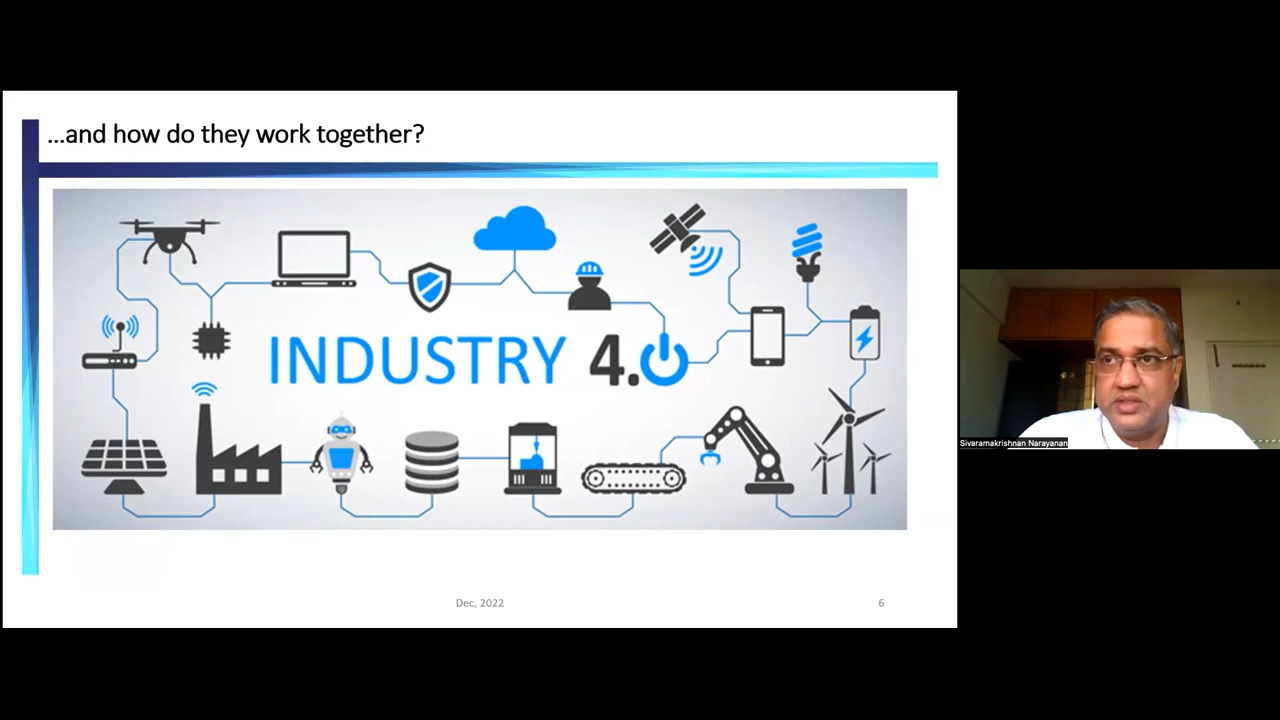 ...and how do they work together?
INDUSTRY 4.0
Dec, 2022
6
Sivaramakrishnan Narayanan